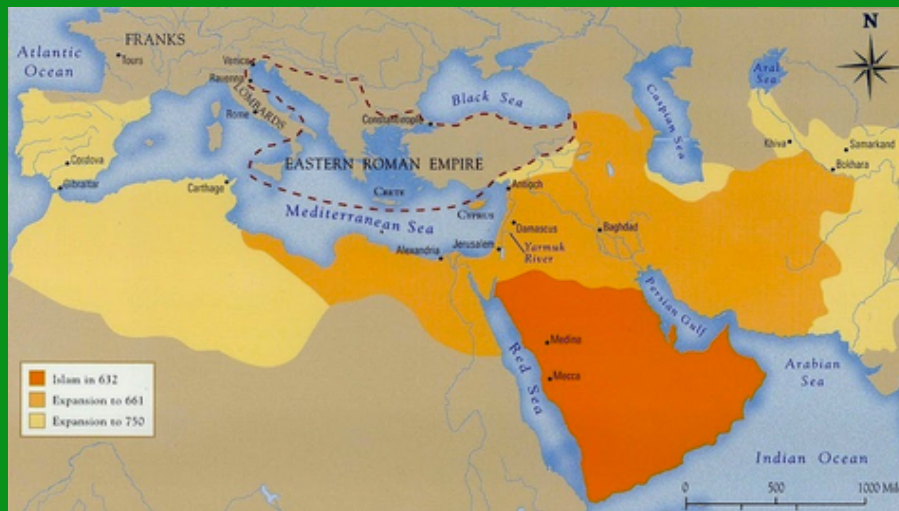 N
Atlantic
Ocean
FRANKS
Tours
Venice
Ravenna
LOMBARDS
Rome
Constantinople
Black Sea
Caspian Sea
Aral
Sea
Khiva
Samarkand
Bokhara
Cordova
Gibraltar
Carthage
EASTERN ROMAN EMPIRE
CRETE
CYPRUS
Antioch
Mediterranean Sea
Alexandria
Jerusalem
Damascus
Yarmuk
River
Baghdad
Persian Gulf
Medina
Mecca
Red Sea
Arabian
Sea
Indian Ocean
Islam in 632
Expansion to 661
Expansion to 750
0
500
1000 Mil